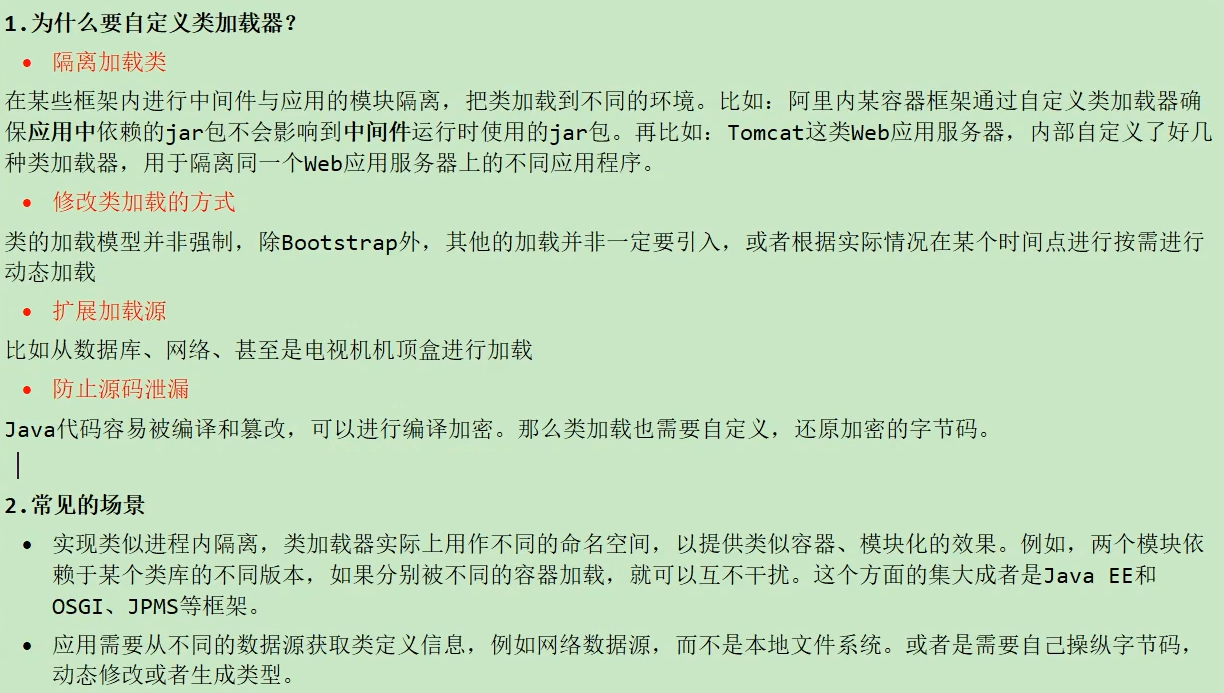 1.为什么要自定义类加载器？
• 隔离加载类
在某些框架内进行中间件与应用的模块隔离，把类加载到不同的环境。比如：阿里内某容器框架通过自定义类加载器确
保应用中依赖的jar包不会影响到中间件运行时使用的jar包。再比如：Tomcat这类Web应用服务器，内部自定义了好几
种类加载器，用于隔离同一个Web应用服务器上的不同应用程序。
• 修改类加载的方式
类的加载模型并非强制，除Bootstrap外，其他的加载并非一定要引入，或者根据实际情况在某个时间点进行按需进行
动态加载
• 扩展加载源
比如从数据库、网络、甚至是电视机机顶盒进行加载
• 防止源码泄漏
Java代码容易被编译和篡改，可以进行编译加密。那么类加载也需要自定义，还原加密的字节码。
2.常见的场景
• 实现类似进程内隔离，类加载器实际上用作不同的命名空间，以提供类似容器、模块化的效果。例如，两个模块依
赖于某个类库的不同版本，如果分别被不同的容器加载，就可以互不干扰。这个方面的集大成者是Java EE和
OSGI、JPMS等框架。
• 应用需要从不同的数据源获取类定义信息，例如网络数据源，而不是本地文件系统。或者是需要自己操纵字节码，
动态修改或者生成类型。